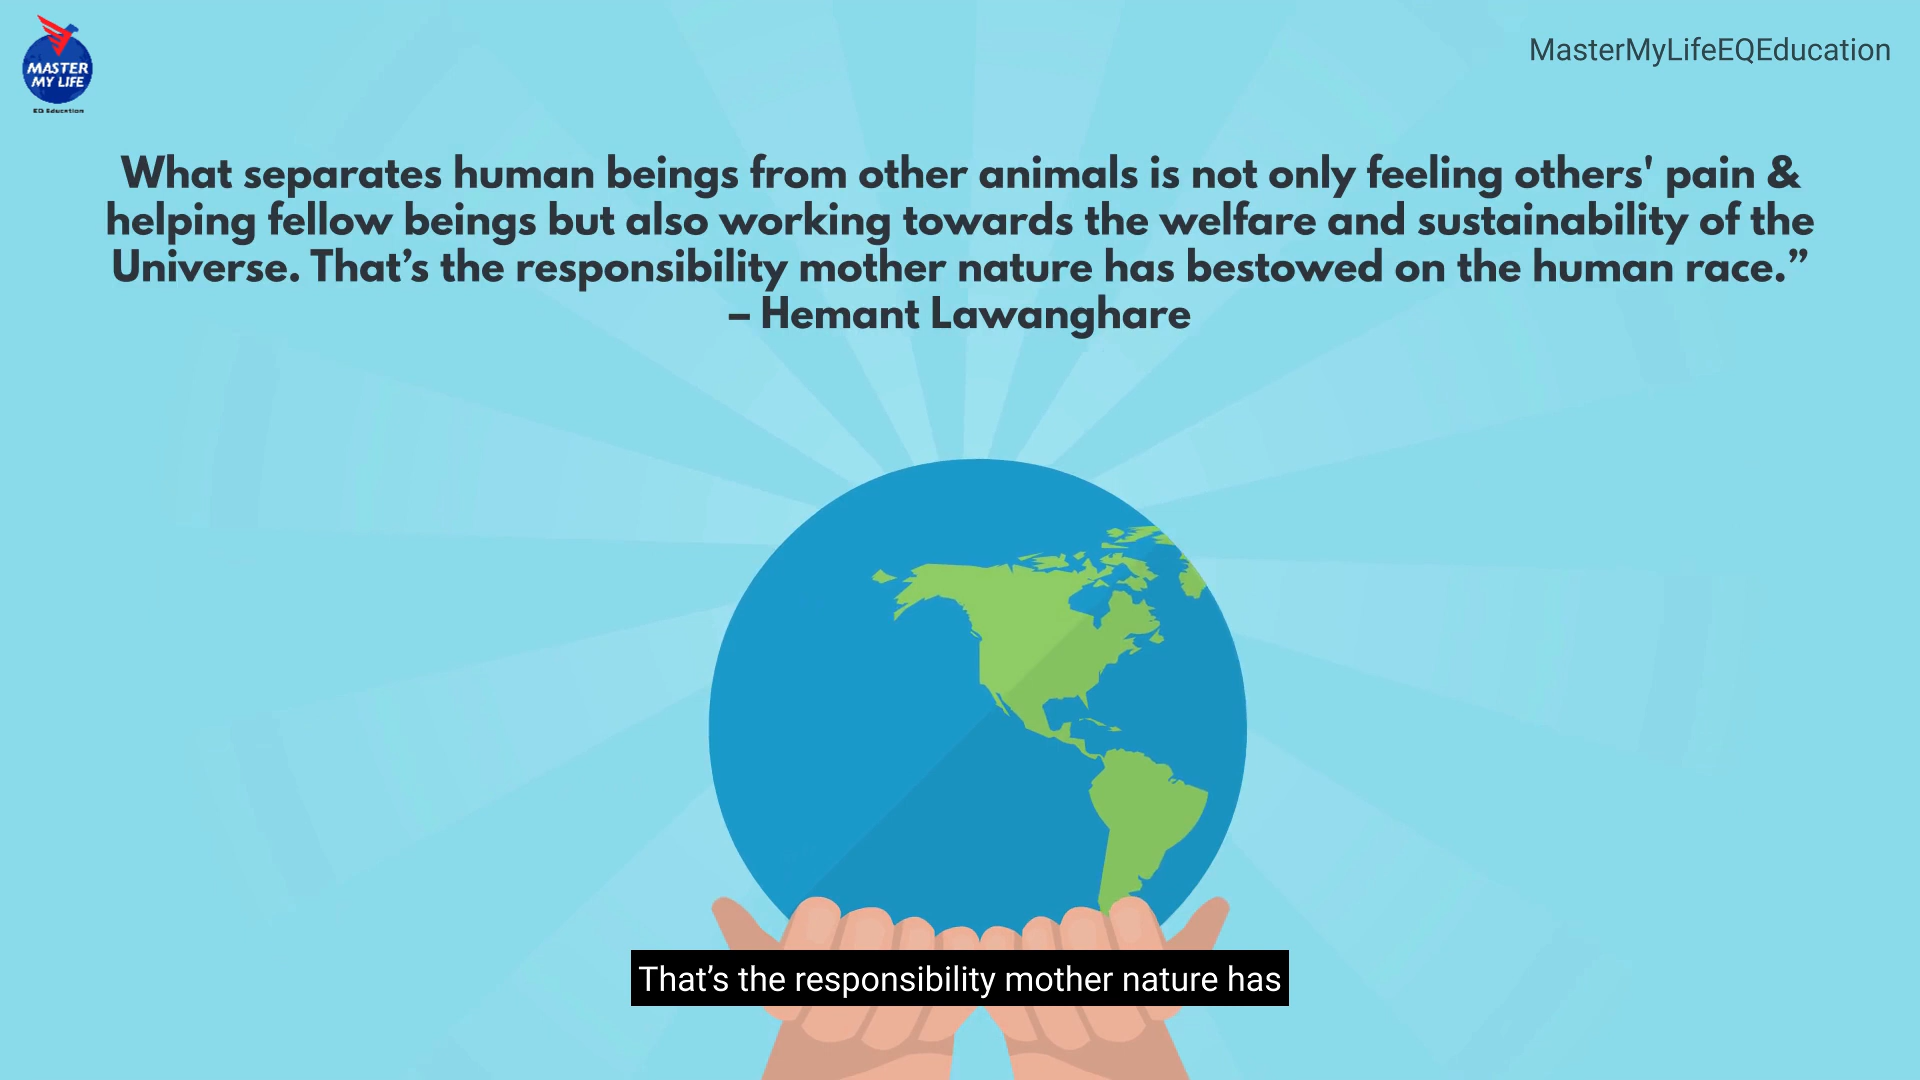 MASTER
MY LIFE
EQ Education
MasterMyLifeEQEducation
What separates human beings from other animals is not only feeling others' pain &
helping fellow beings but also working towards the welfare and sustainability of the
Universe. That’s the responsibility mother nature has bestowed on the human race.”
– Hemant Lawanghare
That’s the responsibility mother nature has